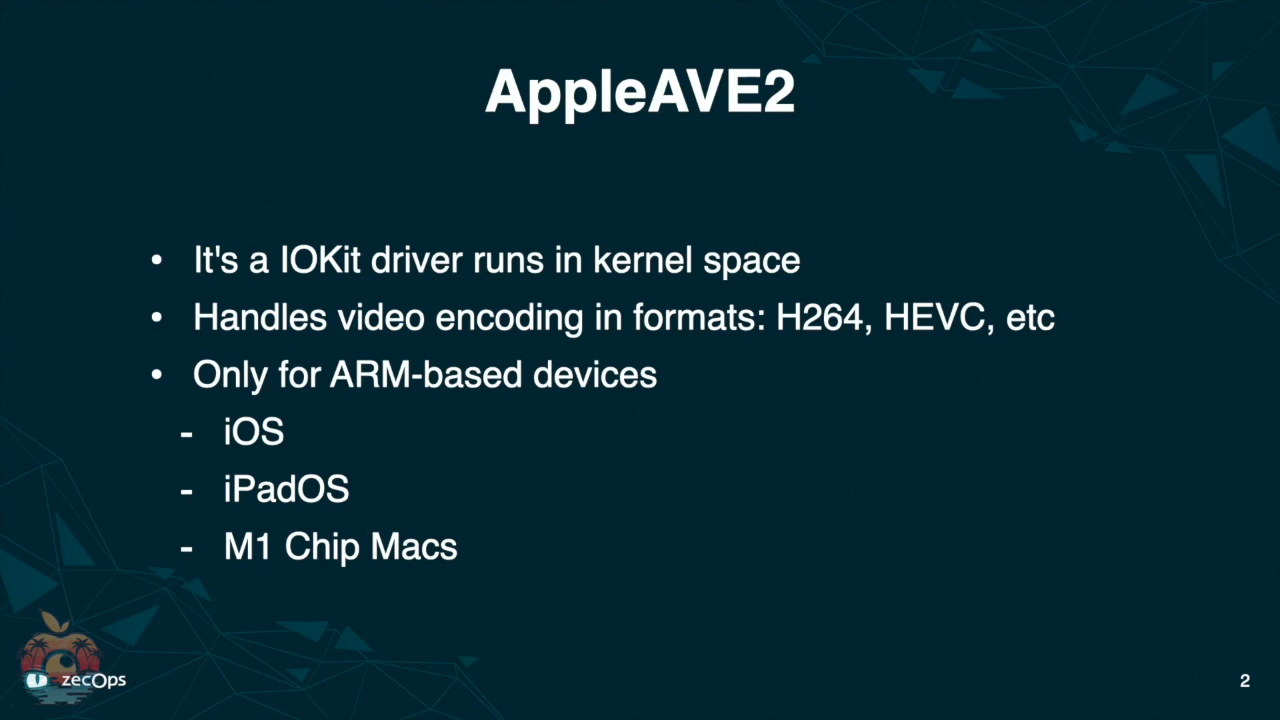 AppleAVE2
• It's a IOKit driver runs in kernel space
• Handles video encoding in formats: H264, HEVC, etc
• Only for ARM-based devices
- iOS
- iPadOS
- M1 Chip Macs
zecOps
2